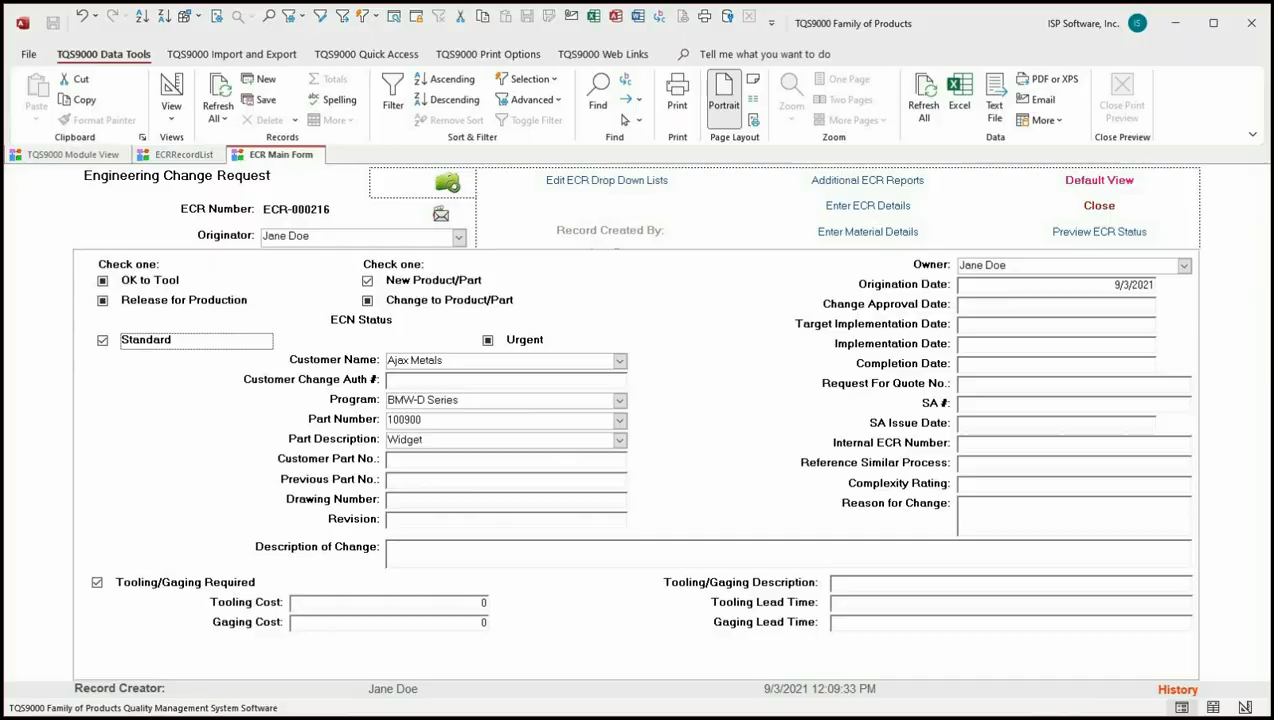 TQS9000 Family of Products
ISP Software, Inc.
IS
File
TQS9000 Data Tools
TQS9000 Import and Export
TQS9000 Quick Access
TQS9000 Print Options
TQS9000 Web Links
Tell me what you want to do
Paste
Cut
Copy
Format Painter
Clipboard
View
Views
Refresh
All
New
Save
Delete
Totals
Spelling
More
Records
Filter
Ascending
Descending
Remove Sort
Selection
Advanced
Toggle Filter
Sort & Filter
Find
Find
Print
Print
Portrait
Page Layout
Zoom
One Page
Two Pages
More Pages
Zoom
Refresh
All
Excel
Text
File
PDF or XPS
Email
More
Data
Close Print
Preview
Close Preview
TQS9000 Module View
ECRRecordList
ECR Main Form
Engineering Change Request
ECR Number: ECR-000216
Originator: Jane Doe
Edit ECR Drop Down Lists
Additional ECR Reports
Default View
Enter ECR Details
Close
Record Created By:
Enter Material Details
Preview ECR Status
Check one:
OK to Tool
Release for Production
Check one:
New Product/Part
Change to Product/Part
ECN Status
Standard
Urgent
Customer Name: Ajax Metals
Customer Change Auth #:
Program: BMW-D Series
Part Number: 100900
Part Description: Widget
Customer Part No.:
Previous Part No.:
Drawing Number:
Revision:
Owner: Jane Doe
Origination Date: 9/3/2021
Change Approval Date:
Target Implementation Date:
Implementation Date:
Completion Date:
Request For Quote No.:
SA #:
SA Issue Date:
Internal ECR Number:
Reference Similar Process:
Complexity Rating:
Reason for Change:
Description of Change:
Tooling/Gaging Required
Tooling Cost: 0
Gaging Cost: 0
Tooling/Gaging Description:
Tooling Lead Time:
Gaging Lead Time:
Record Creator: Jane Doe 9/3/2021 12:09:33 PM History
TQS9000 Family of Products Quality Management System Software